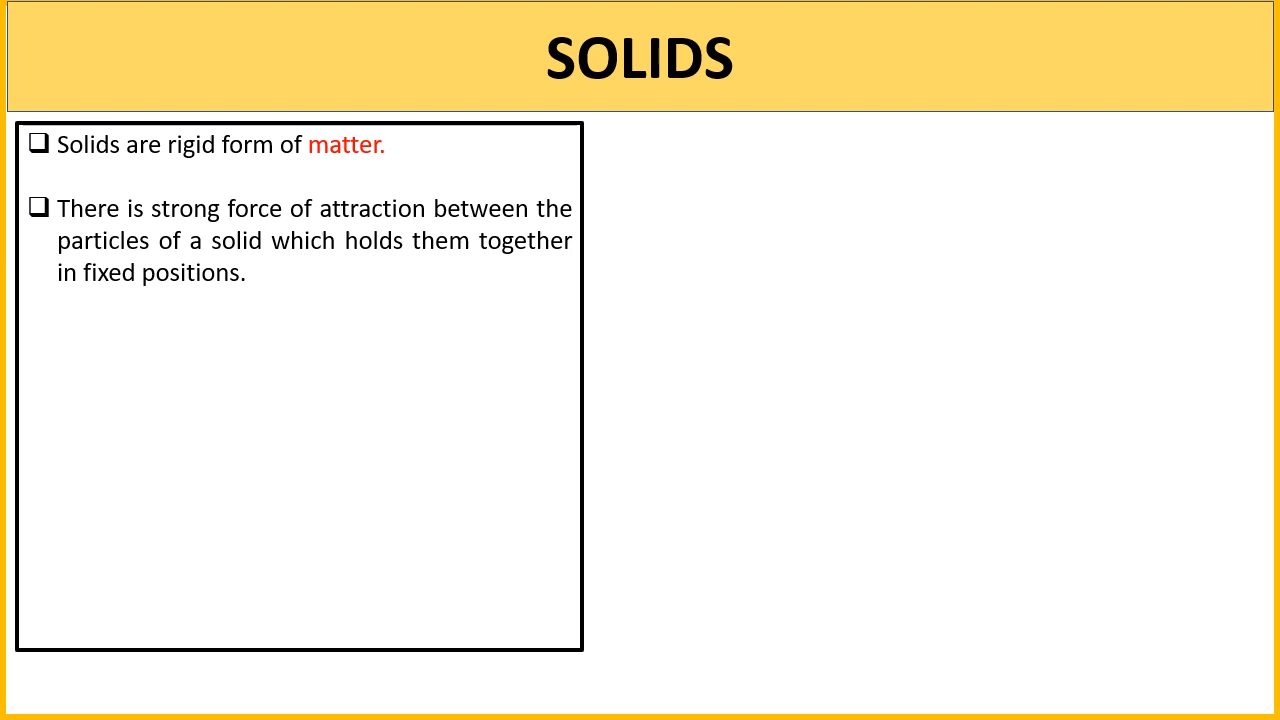 SOLIDS
❑ Solids are rigid form of matter.
❑ There is strong force of attraction between the
particles of a solid which holds them together
in fixed positions.